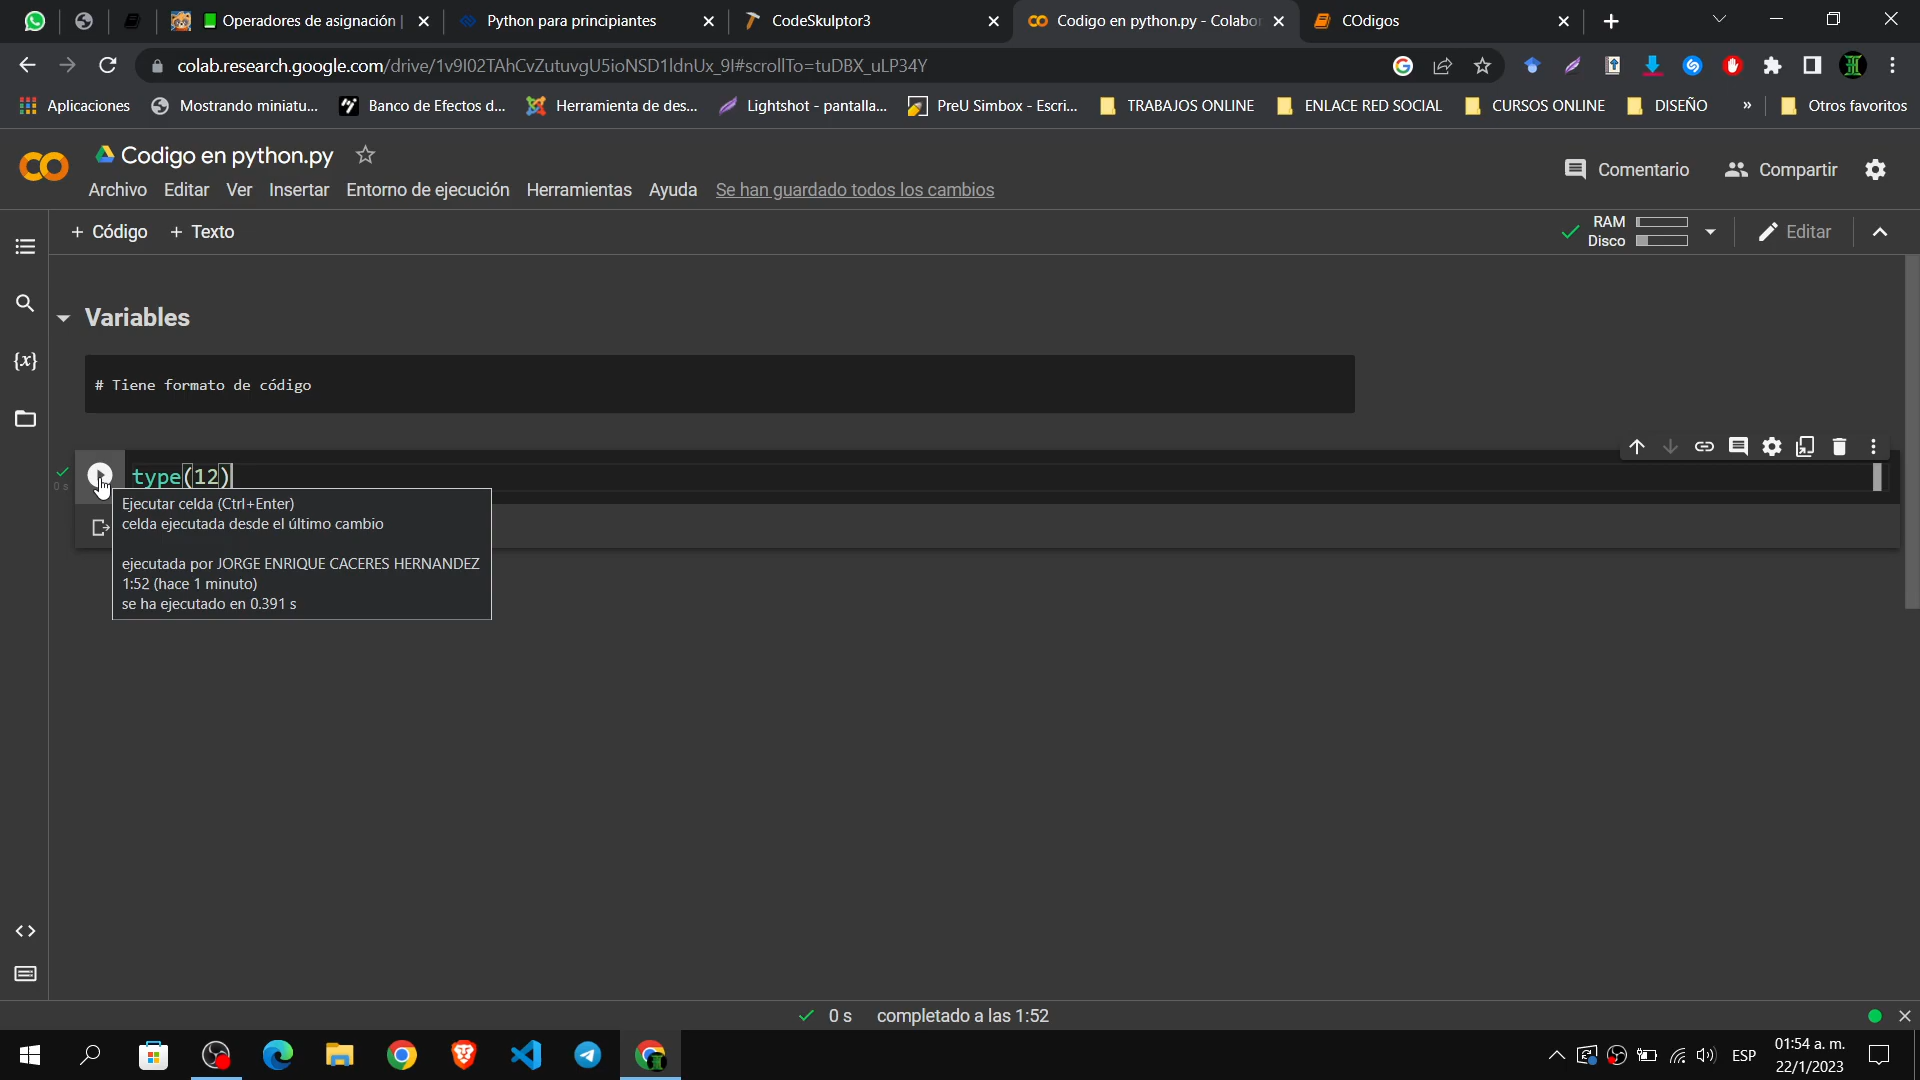 Operadores de asignación |
Python para principiantes
CodeSkulptor3
Codigo en python.py - Colabor
COdigos
colab.research.google.com/drive/1v9I02TAhCvZutuvgU5ioNSD1ldnUx_9I#scrollTo=tuDBX_uLP34Y
Aplicaciones
Mostrando miniatu...
Banco de Efectos d...
Herramienta de des...
Lightshot - pantalla...
PreU Simbox - Escri...
TRABAJOS ONLINE
ENLACE RED SOCIAL
CURSOS ONLINE
DISEÑO
»
Otros favoritos
Codigo en python.py
Comentario
Compartir
Archivo Editar Ver Insertar Entorno de ejecución Herramientas Ayuda Se han guardado todos los cambios
+ Código + Texto
RAM
Disco
Editar
Variables
{x}
# Tiene formato de código
type(12)
0 s
Ejecutar celda (Ctrl+Enter)
celda ejecutada desde el último cambio
ejecutada por JORGE ENRIQUE CACERES HERNANDEZ
1:52 (hace 1 minuto)
se ha ejecutado en 0.391 s
0 s completado a las 1:52
ESP
01:54 a. m.
22/1/2023